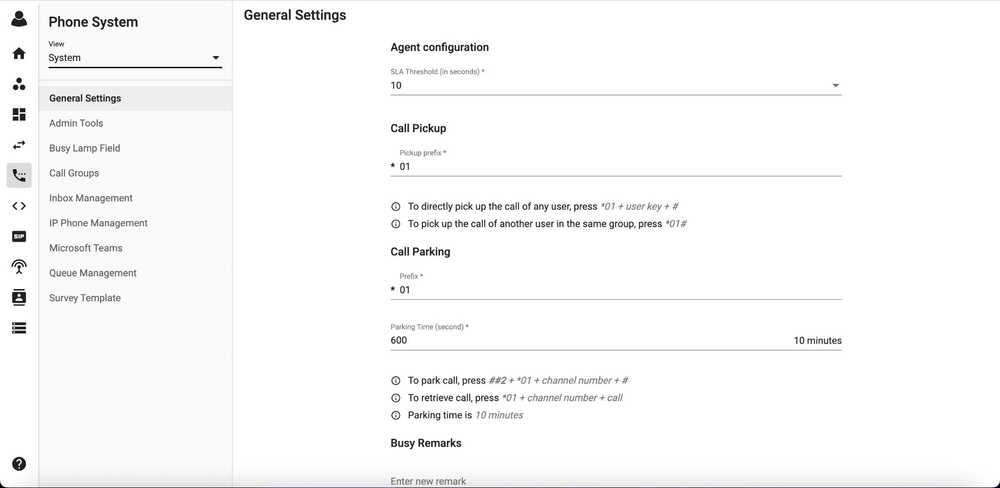 Phone System
View
System
General Settings
Admin Tools
Busy Lamp Field
Call Groups
Inbox Management
IP Phone Management
Microsoft Teams
Queue Management
Survey Template
SIP
?
General Settings
Agent configuration
SLA Threshold (in seconds) *
10
Call Pickup
Pickup prefix *
* 01
To directly pick up the call of any user, press *01 + user key + #
To pick up the call of another user in the same group, press *01#
Call Parking
Prefix *
* 01
Parking Time (second) *
600 10 minutes
To park call, press ##2 + *01 + channel number + #
To retrieve call, press *01 + channel number + call
Parking time is 10 minutes
Busy Remarks
Enter new remark